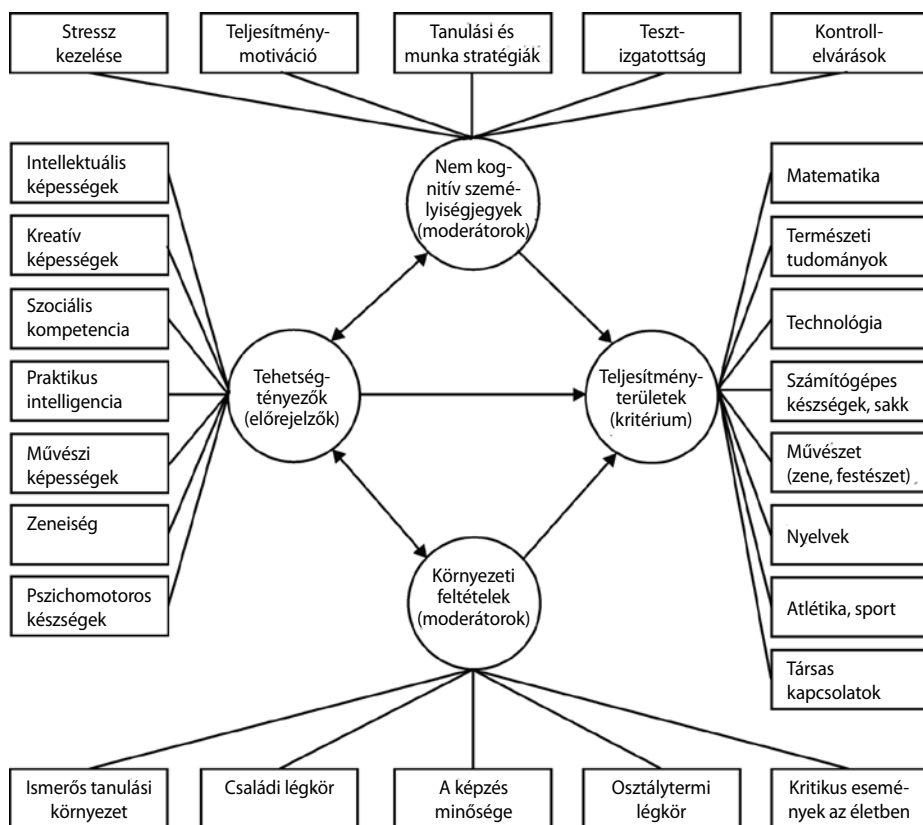 Stressz
kezelése
Teljesítmény-
motiváció
Tanulási és
munka stratégiák
Teszt-
izgatottság
Kontroll-
elvárások
Nem kog-
nitív szemé-
lyiségjegyek
(moderátorok)
Intellektuális
képességek
Kreatív
képességek
Szociális
kompetencia
Praktikus
intelligencia
Művészi
képességek
Zeneiség
Pszichomotoros
készségek
Tehetség-
tényezők
(előrejelzők)
Teljesítmény-
területek
(kritérium)
Matematika
Természeti
tudományok
Technológia
Számítógépes
készségek, sakk
Művészet
(zene, festészet)
Nyelvek
Atlétika, sport
Társas
kapcsolatok
Környezeti
feltételek
(moderátorok)
Ismerős tanulási
környezet
Családi légkör
A képzés
minősége
Osztálytermi
légkör
Kritikus esemé-
nyek az életben